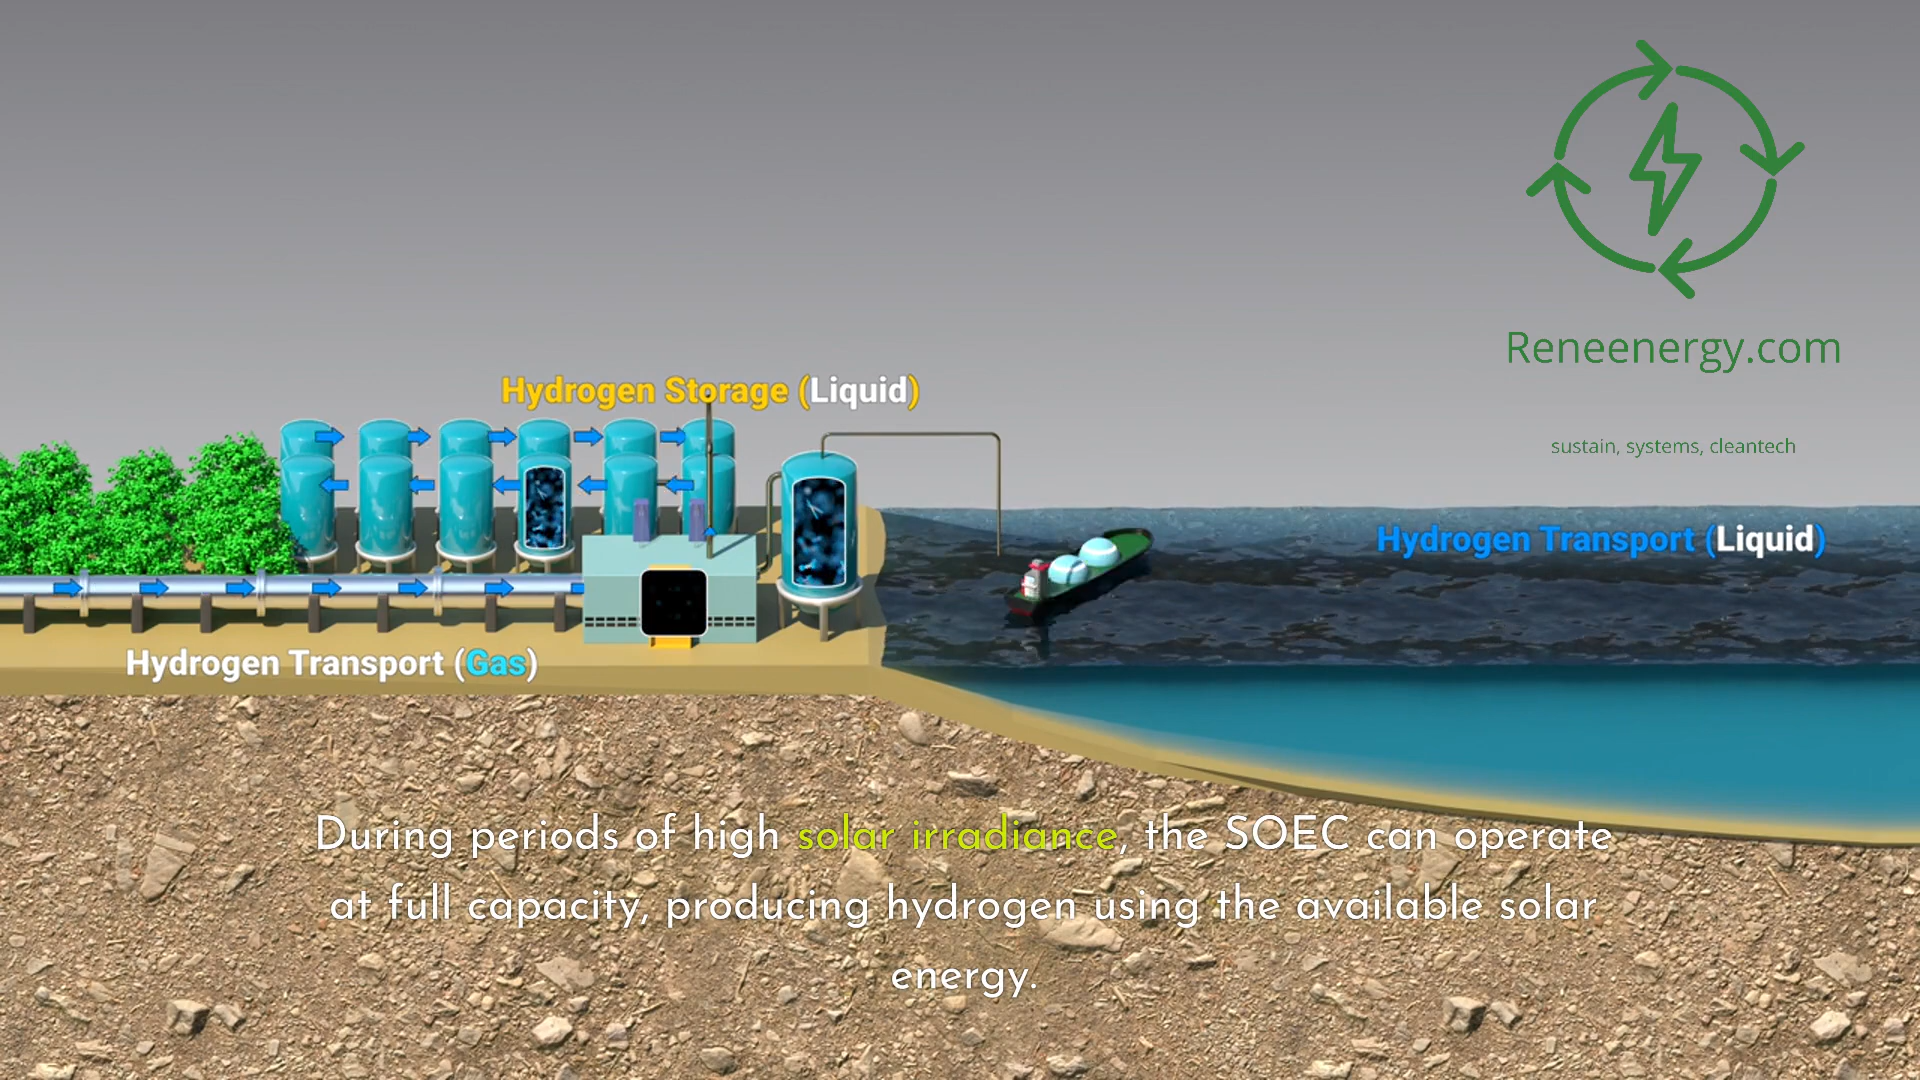 Reneenergy.com
sustain, systems, cleantech
Hydrogen Storage (Liquid)
Hydrogen Transport (Liquid)
Hydrogen Transport (Gas)
During periods of high solar irradiance, the SOEC can operate
at full capacity, producing hydrogen using the available solar
energy.